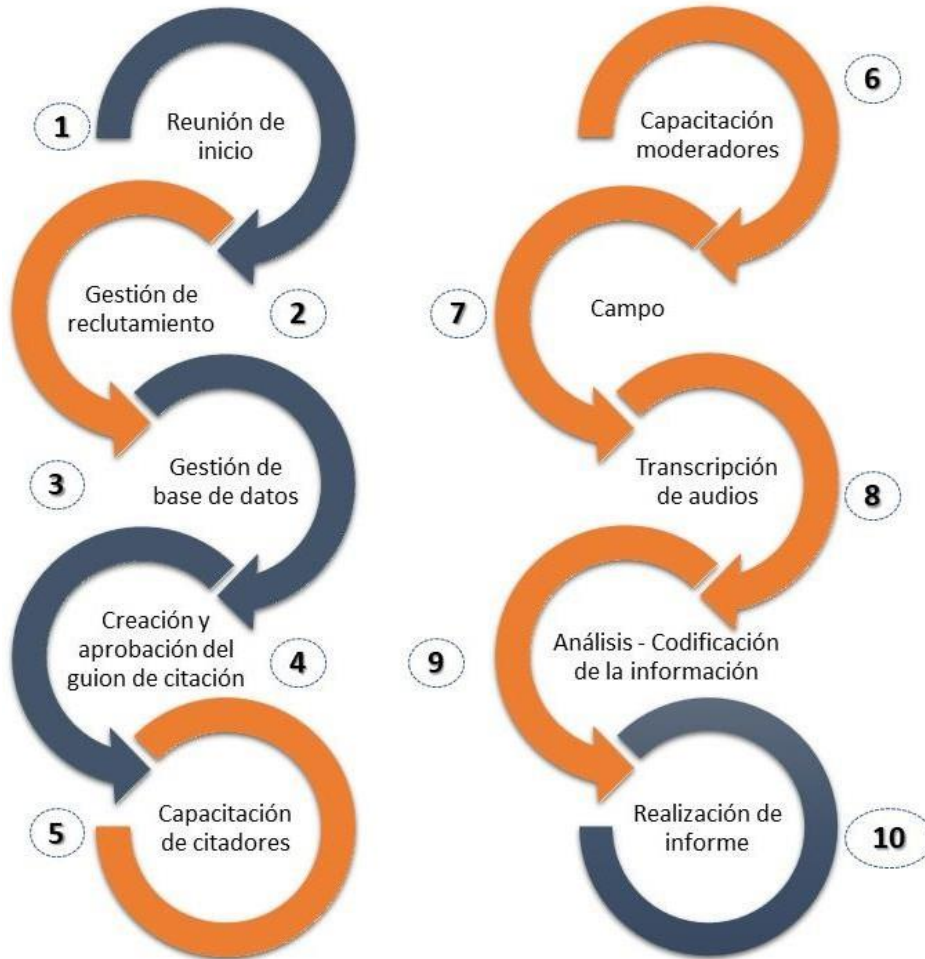 1
Reunión de
inicio
Gestión de
reclutamiento
2
3
Gestión de
base de datos
Creación y
aprobación del
guion de citación
4
5
Capacitación
de citadores
6
Capacitación
moderadores
7
Campo
Transcripción
de audios
8
9
Análisis - Codificación
de la información
Realización de
informe
10